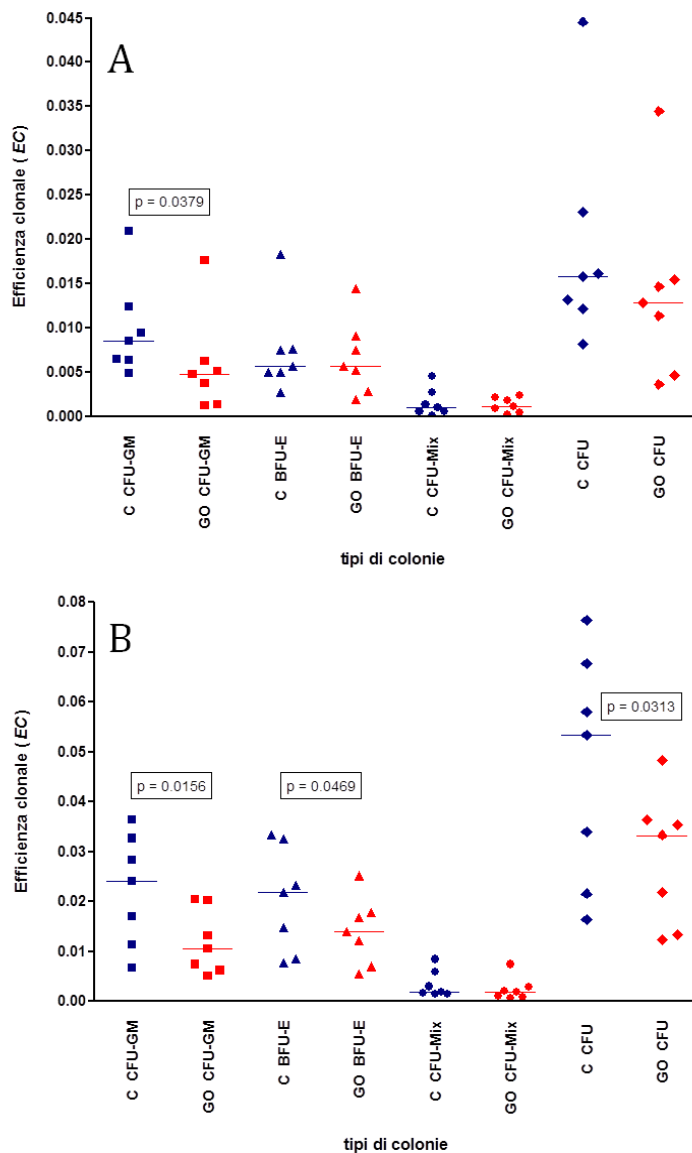 A
Efficienza clonale ( EC)
0.045
0.040
0.035
0.030
0.025
0.020
0.015
0.010
0.005
0.000
p = 0.0379
C CFU-GM
GO CFU-GM
C BFU-E
GO BFU-E
C CFU-Mix
GO CFU-Mix
C CFU
GO CFU
tipi di colonie
B
Efficienza clonale ( EC)
0.08
0.07
0.06
0.05
0.04
0.03
0.02
0.01
0.00
p = 0.0156
p = 0.0469
p = 0.0313
C CFU-GM
GO CFU-GM
C BFU-E
GO BFU-E
C CFU-Mix
GO CFU-Mix
C CFU
GO CFU
tipi di colonie